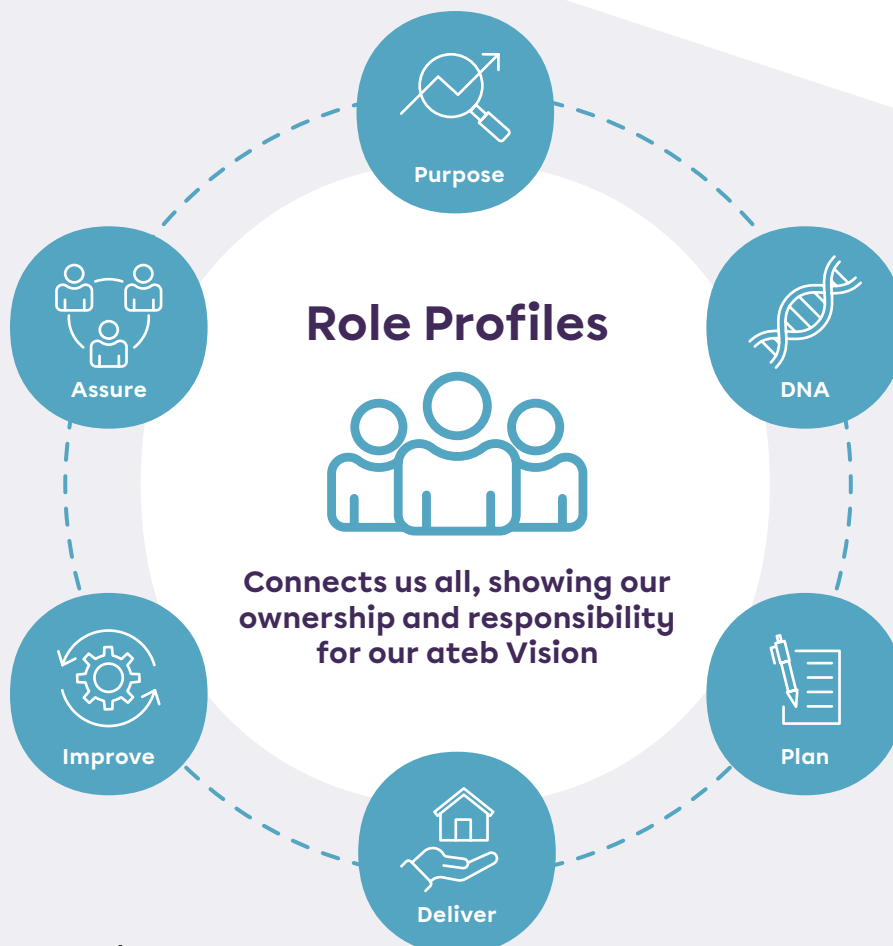 Purpose
Role Profiles
Assure
DNA
Connects us all, showing our
ownership and responsibility
for our ateb Vision
Improve
Plan
Deliver